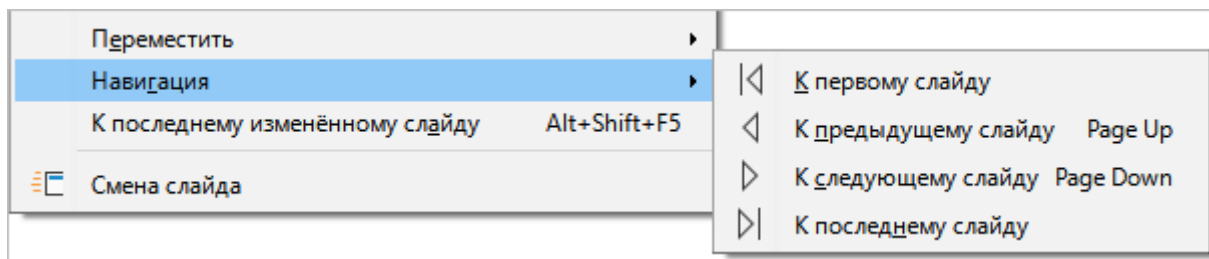 Переместить
Навигация
К последнему изменённому слайду Alt+Shift+F5
Смена слайда
К первому слайду
К предыдущему слайду Page Up
К следующему слайду Page Down
К последнему слайду